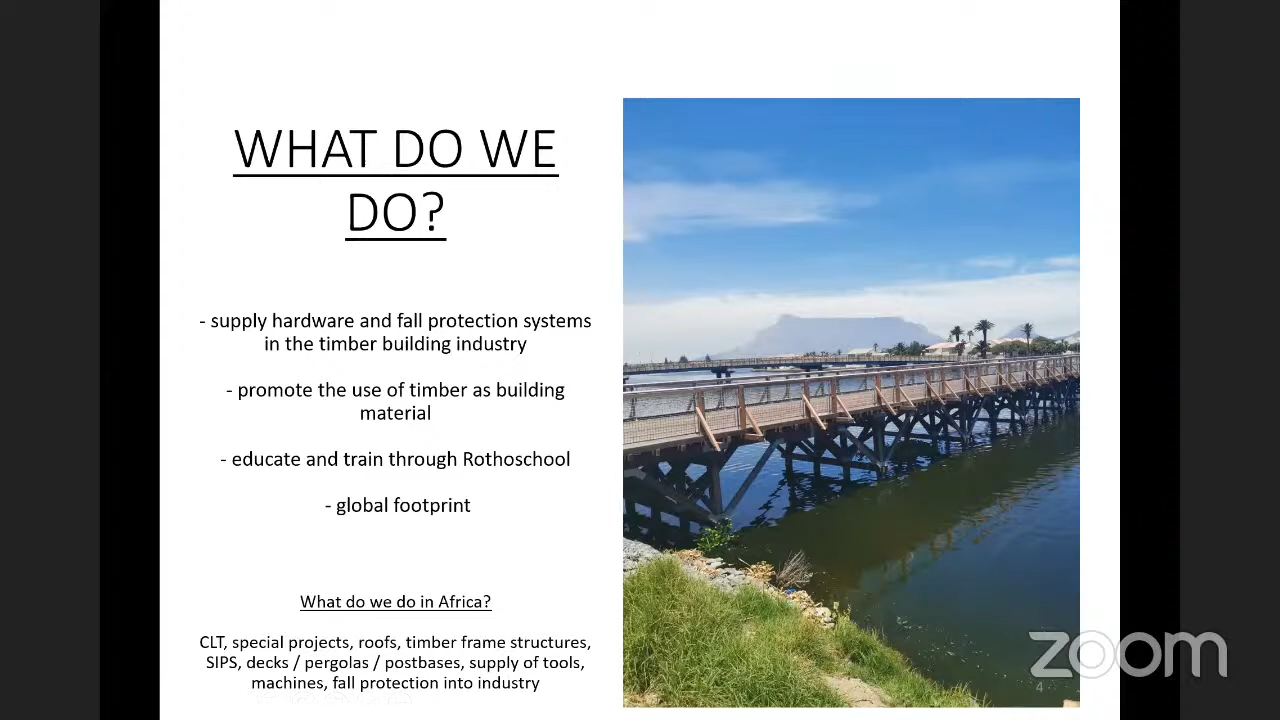 WHAT DO WE
DO?
- supply hardware and fall protection systems
in the timber building industry
- promote the use of timber as building
material
- educate and train through Rothoschool
- global footprint
What do we do in Africa?
CLT, special projects, roofs, timber frame structures,
SIPS, decks / pergolas / postbases, supply of tools,
machines, fall protection into industry
zoom
4